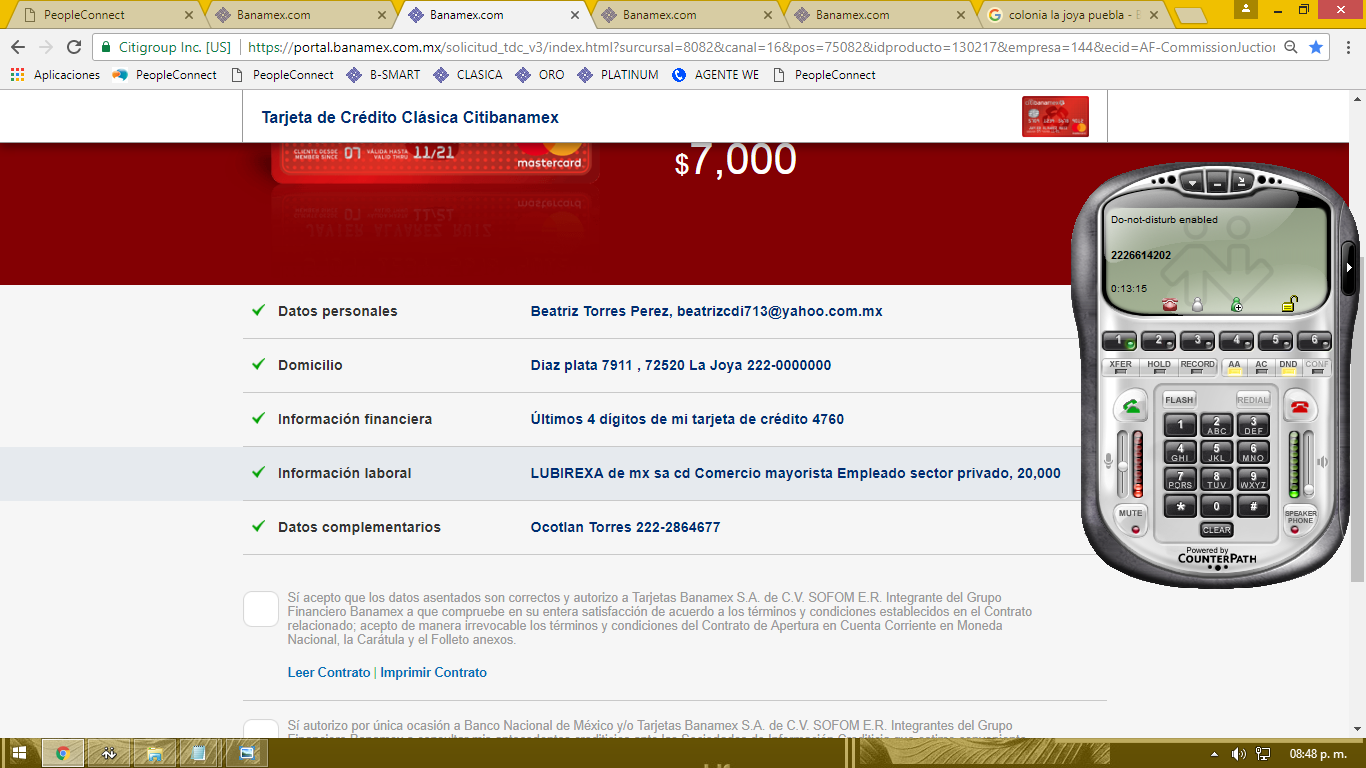 PeopleConnect
Banamex.com
Banamex.com
Banamex.com
Banamex.com
colonia la joya puebla - B
Citigroup Inc. [US]
https://portal.banamex.com.mx/solicitud_tdc_v3/index.html?surcursal=8082&canal=16&pos=75082&idproducto=130217&empresa=144&ecid=AF-CommissionJuctio
Aplicaciones
PeopleConnect
PeopleConnect
B-SMART
CLASICA
ORO
PLATINUM
AGENTE WE
PeopleConnect
Tarjeta de Crédito Clásica Citibanamex
CLIENTE DESDE
MEMBER SINCE
07
VÁLIDA HASTA
VALID THRU
11/21
mastercard
$7,000
JAVIER ALVAREZ RUIZ
Datos personales
Beatriz Torres Perez, beatrizcdi713@yahoo.com.mx
Domicilio
Diaz plata 7911 , 72520 La Joya 222-0000000
Información financiera
Últimos 4 dígitos de mi tarjeta de crédito 4760
Información laboral
LUBIREXA de mx sa cd Comercio mayorista Empleado sector privado, 20,000
Datos complementarios
Ocotlan Torres 222-2864677
Sí acepto que los datos asentados son correctos y autorizo a Tarjetas Banamex S.A. de C.V. SOFOM E.R. Integrante del Grupo
Financiero Banamex a que compruebe en su entera satisfacción de acuerdo a los términos y condiciones establecidos en el Contrato
relacionado; acepto de manera irrevocable los términos y condiciones del Contrato de Apertura en Cuenta Corriente en Moneda
Nacional, la Carátula y el Folleto anexos.
Leer Contrato | Imprimir Contrato
Sí autorizo por única ocasión a Banco Nacional de México y/o Tarjetas Banamex S.A. de C.V. SOFOM E.R. Integrantes del Grupo
Do-not-disturb enabled
2226614202
0:13:15
1 2 3 4 5 6
XFER HOLD RECORD AA AC DND CONF
FLASH
REDIAL
1
2 ABC
3 DEF
4 GHI
5 JKL
6 MNO
7 PQRS
8 TUV
9 WXYZ
* 0 #
MUTE
SPEAKER
PHONE
CLEAR
Powered by
COUNTERPATH
08:48 p. m.